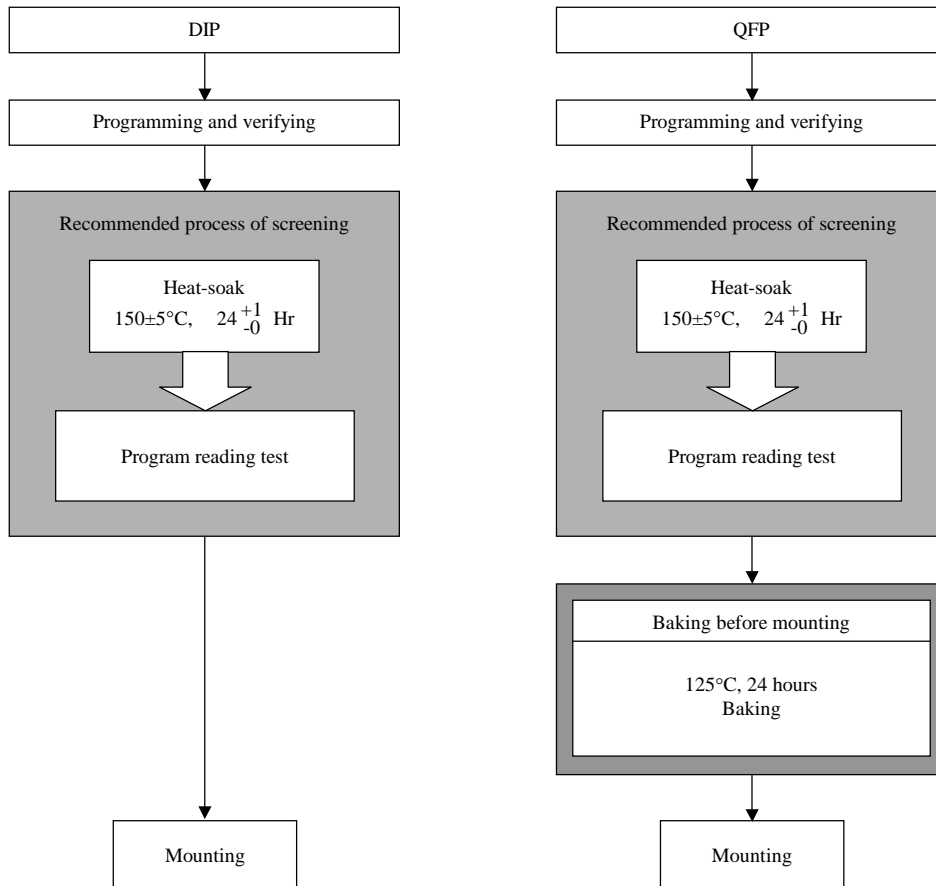 DIP
Programming and verifying
Recommended process of screening
Heat-soak
150±5°C, 24 +1 -0 Hr
Program reading test
Mounting
QFP
Programming and verifying
Recommended process of screening
Heat-soak
150±5°C, 24 +1 -0 Hr
Program reading test
Baking before mounting
125°C, 24 hours
Baking
Mounting